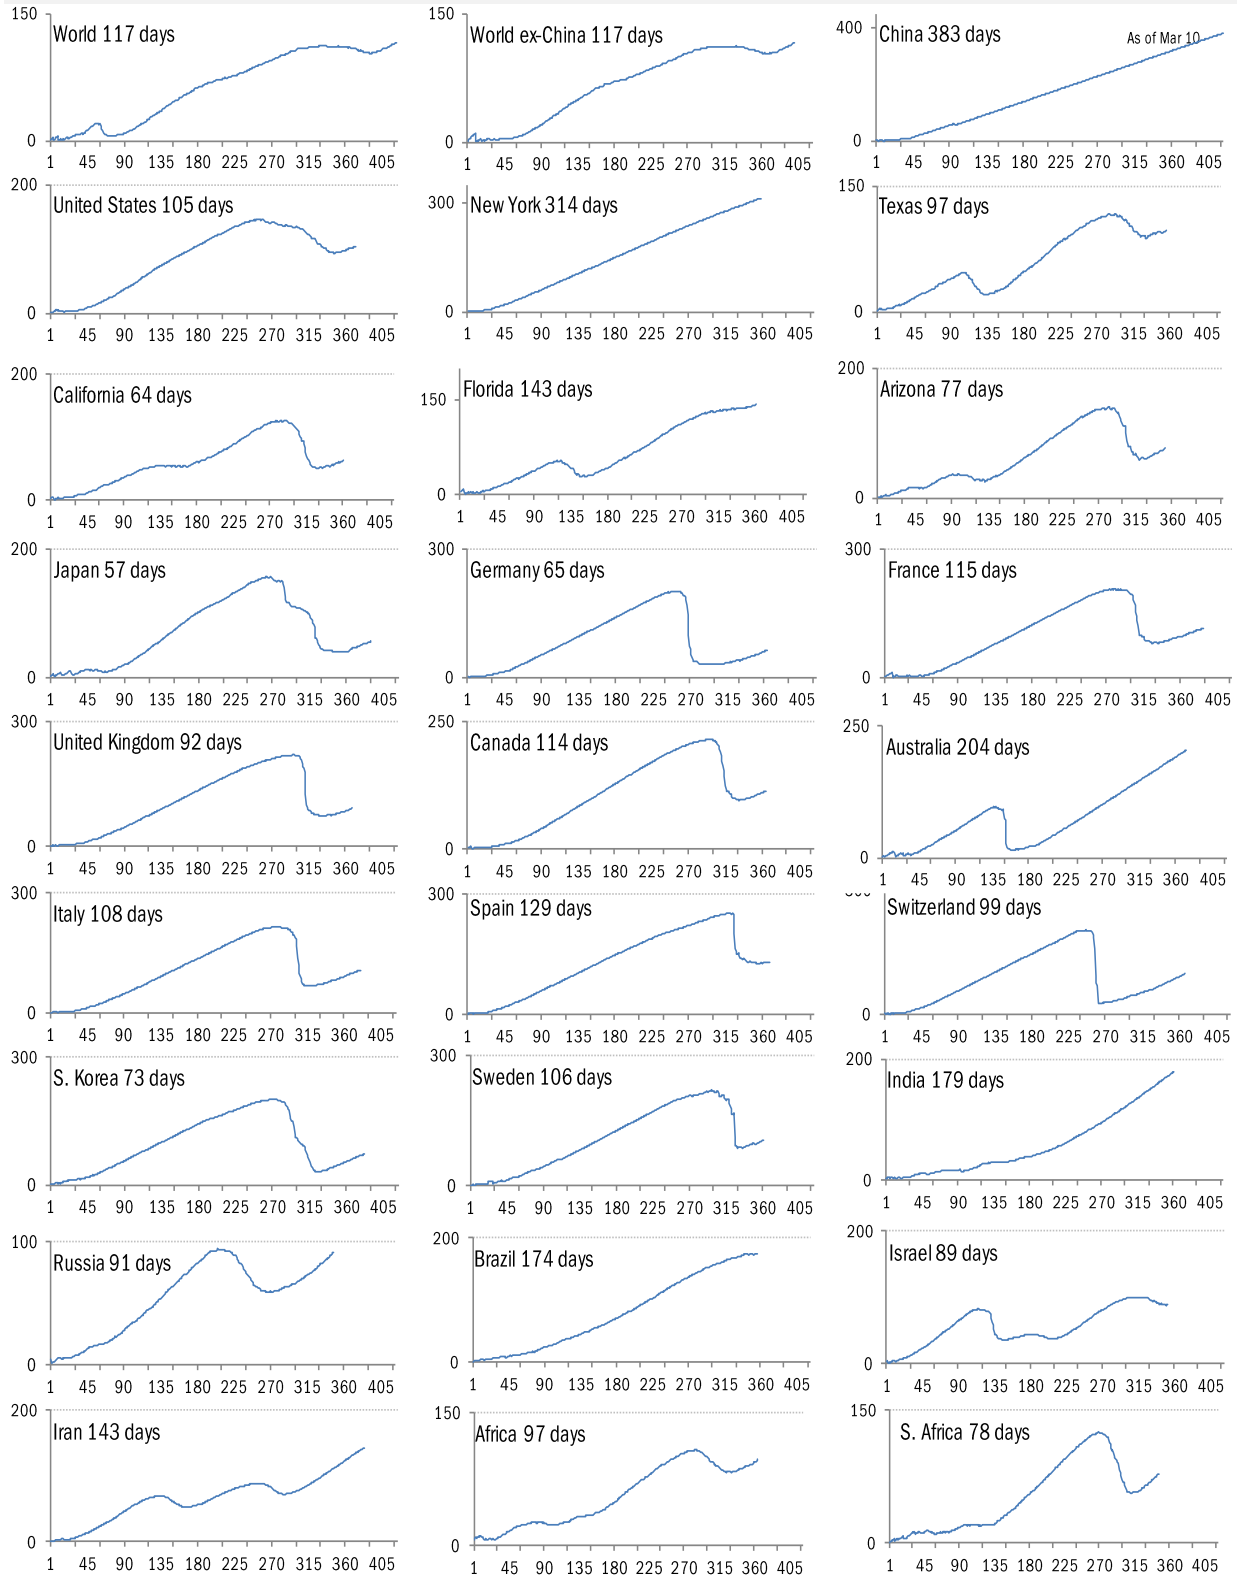 150
World 117 days
0
1 45 90 135 180 225 270 315 360 405
150
World ex-China 117 days
0
1 45 90 135 180 225 270 315 360 405
400
China 383 days
As of Mar 10
200
0
1 45 90 135 180 225 270 315 360 405
200
United States 105 days
0
1 45 90 135 180 225 270 315 360 405
300
New York 314 days
0
1 45 90 135 180 225 270 315 360 405
150
Texas 97 days
0
1 45 90 135 180 225 270 315 360 405
200
California 64 days
0
1 45 90 135 180 225 270 315 360 405
Florida 143 days
150
0
1 45 90 135 180 225 270 315 360 405
200
Arizona 77 days
0
1 45 90 135 180 225 270 315 360 405
200
Japan 57 days
0
1 45 90 135 180 225 270 315 360 405
300
Germany 65 days
0
1 45 90 135 180 225 270 315 360 405
300
France 115 days
0
1 45 90 135 180 225 270 315 360 405
300
United Kingdom 92 days
0
1 45 90 135 180 225 270 315 360 405
250
Canada 114 days
0
1 45 90 135 180 225 270 315 360 405
250
Australia 204 days
0
1 45 90 135 180 225 270 315 360 405
300
Italy 108 days
0
1 45 90 135 180 225 270 315 360 405
300
Spain 129 days
0
1 45 90 135 180 225 270 315 360 405
Switzerland 99 days
0
1 45 90 135 180 225 270 315 360 405
300
S. Korea 73 days
0
1 45 90 135 180 225 270 315 360 405
300
Sweden 106 days
0
1 45 90 135 180 225 270 315 360 405
200
India 179 days
0
1 45 90 135 180 225 270 315 360 405
100
Russia 91 days
0
1 45 90 135 180 225 270 315 360 405
200
Brazil 174 days
0
1 45 90 135 180 225 270 315 360 405
200
Israel 89 days
0
1 45 90 135 180 225 270 315 360 405
200
Iran 143 days
0
1 45 90 135 180 225 270 315 360 405
150
Africa 97 days
0
1 45 90 135 180 225 270 315 360 405
150
S. Africa 78 days
0
1 45 90 135 180 225 270 315 360 405